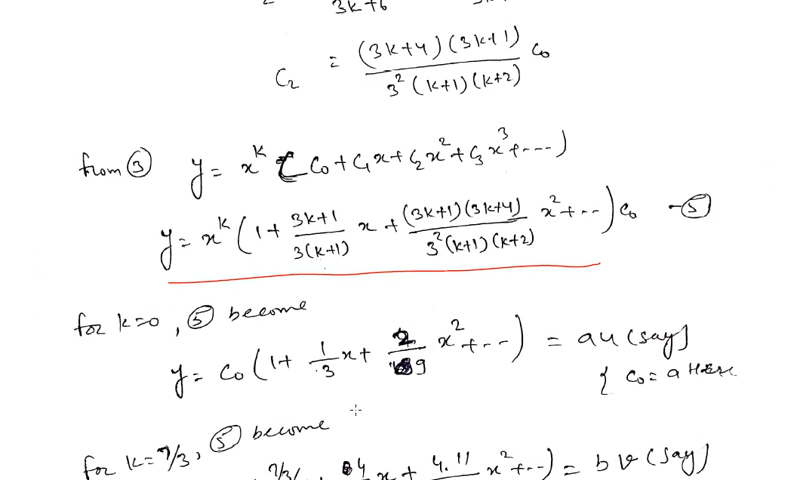 3k+6
C₂ = (3k+4)(3k+1) / 3²(k+1)(k+2) C₀
from ③ y = x^k (C₀ + C₁x + C₂x² + C₃x³ + ----)
y = x^k (1 + (3k+1)/(3(k+1)) x + (3k+1)(3k+4)/(3²(k+1)(k+2)) x² + --) C₀ -⑤
for k=0, ⑤ become
y = C₀ (1 + 1/3 x + 2/9 x² + ---) = au (say)
{ C₀ = a
for k=7/3, ⑤ become
4 x + 4.11 x² + --) = bv (say)